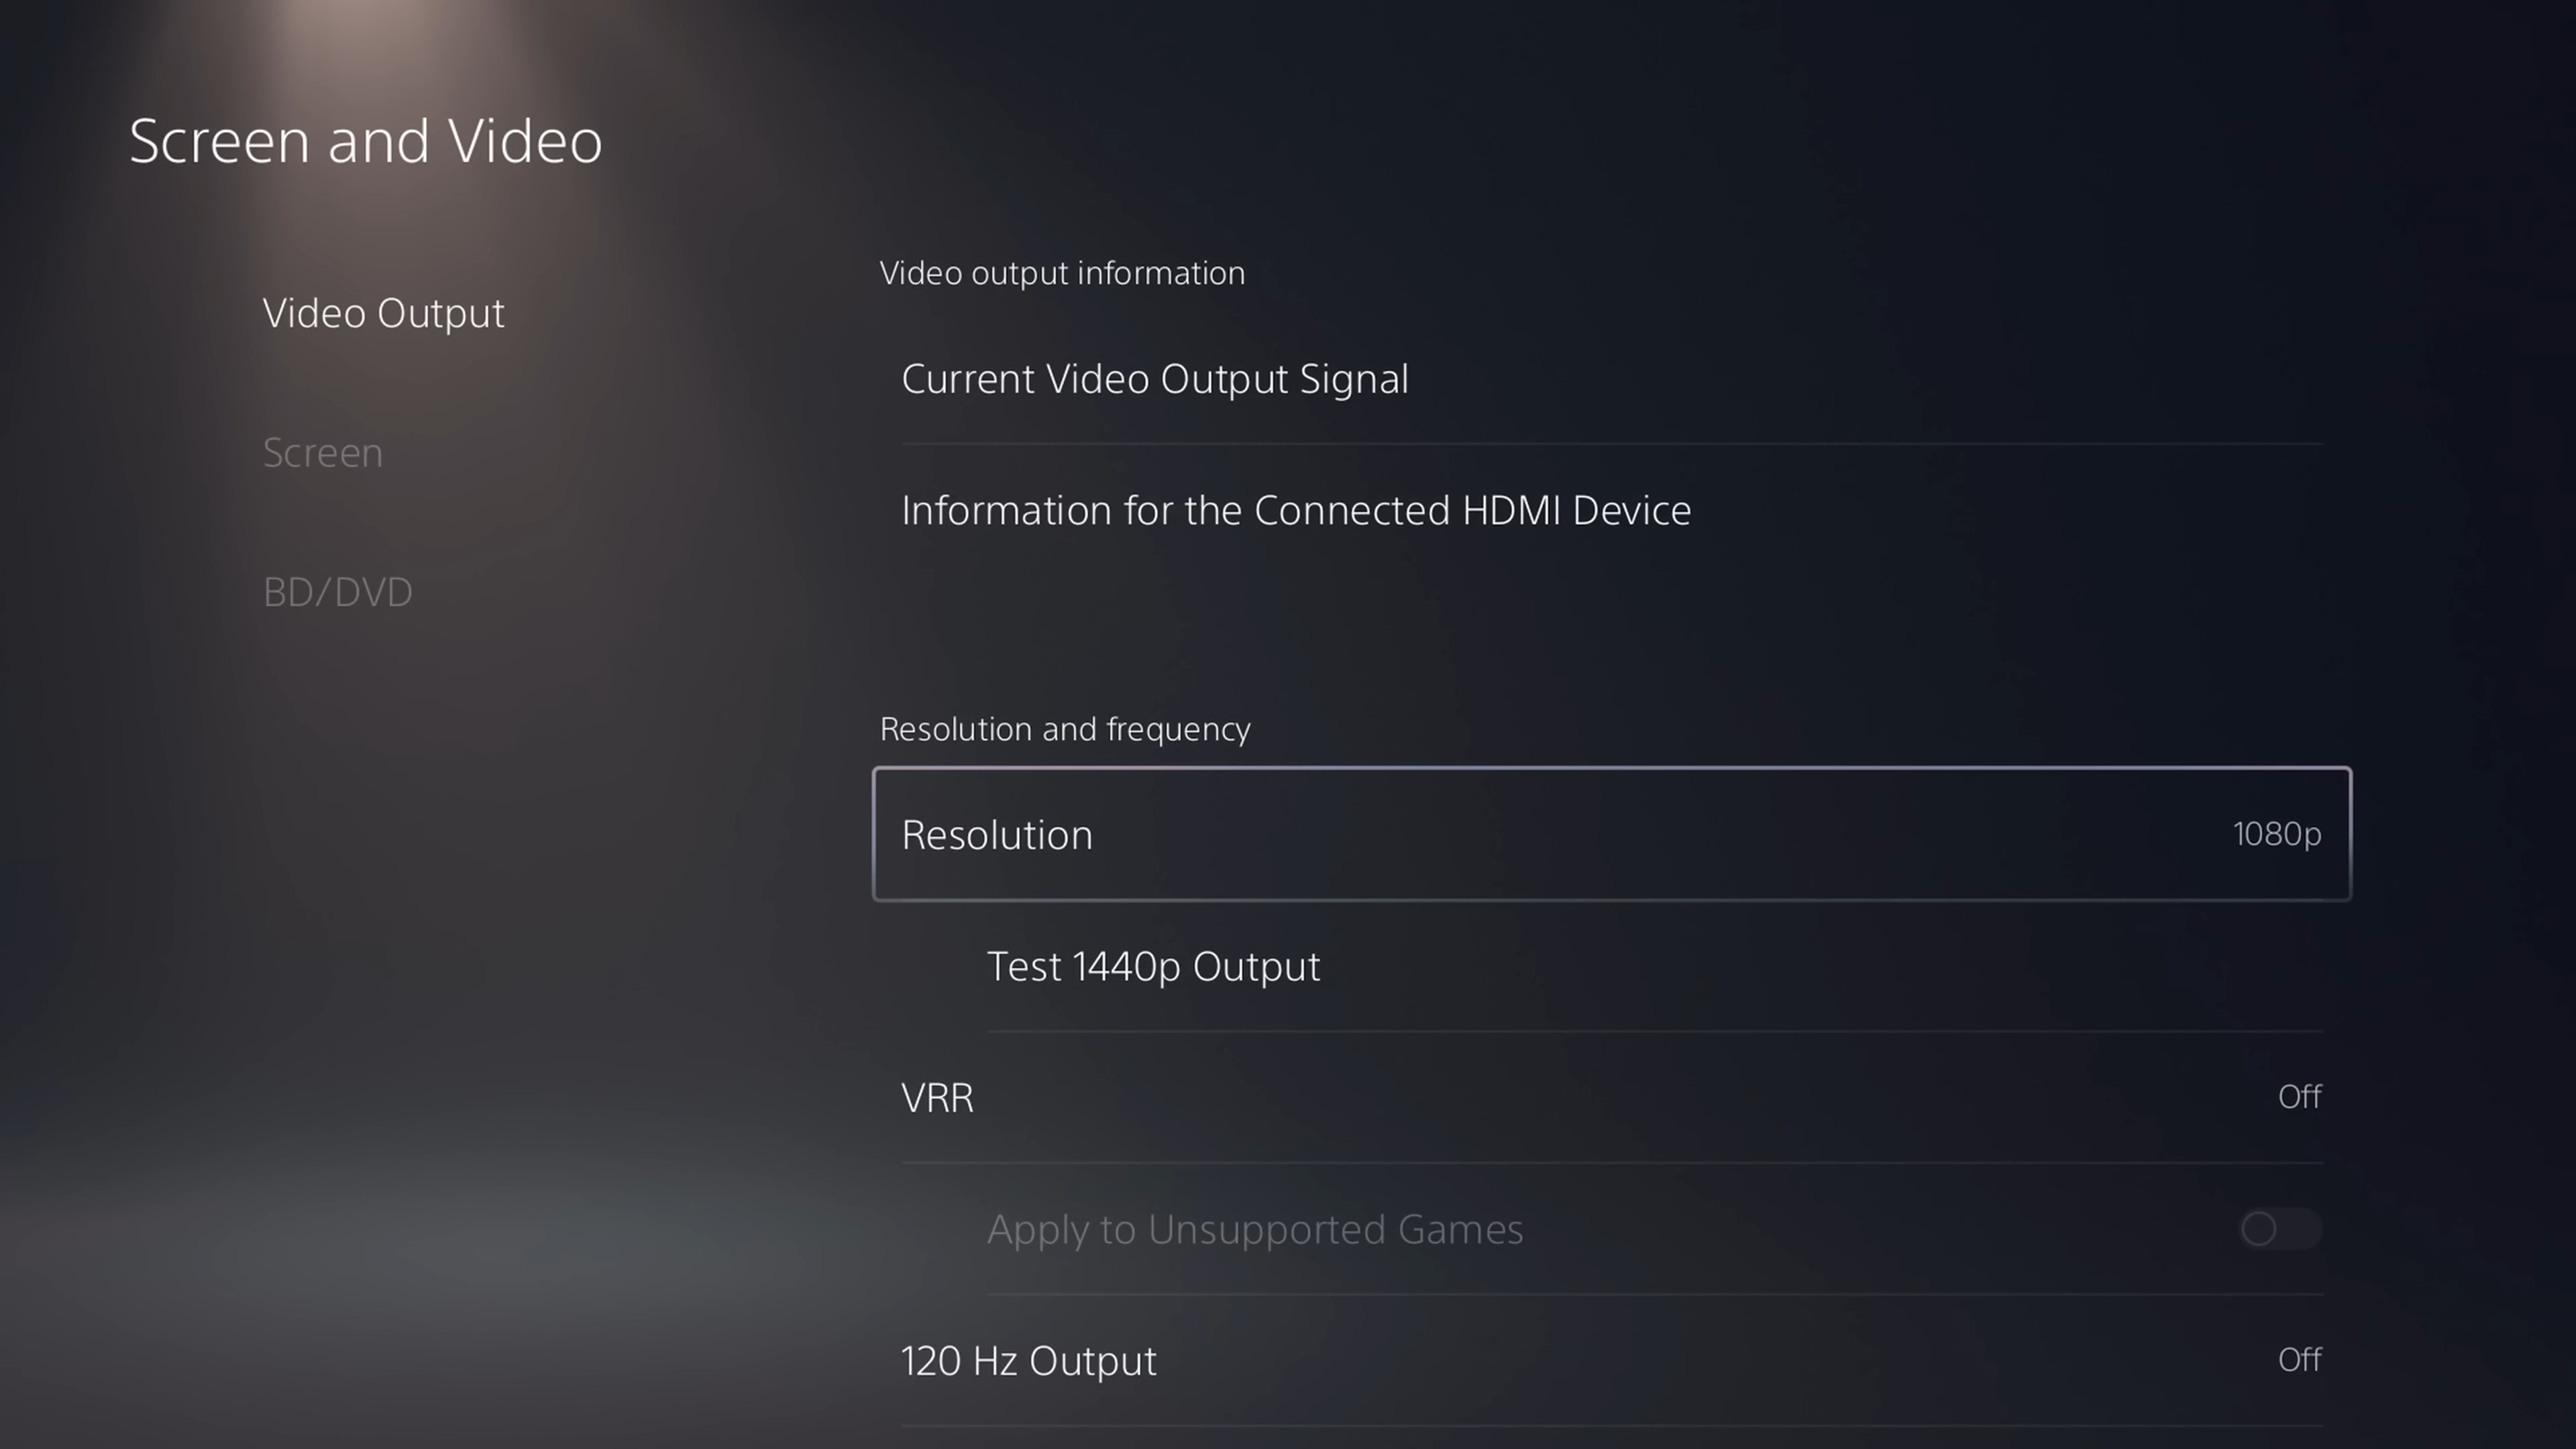 Screen and Video
Video Output
Screen
BD/DVD
Video output information
Current Video Output Signal
Information for the Connected HDMI Device
Resolution and frequency
Resolution 1080p
Test 1440p Output
VRR Off
Apply to Unsupported Games
120 Hz Output Off